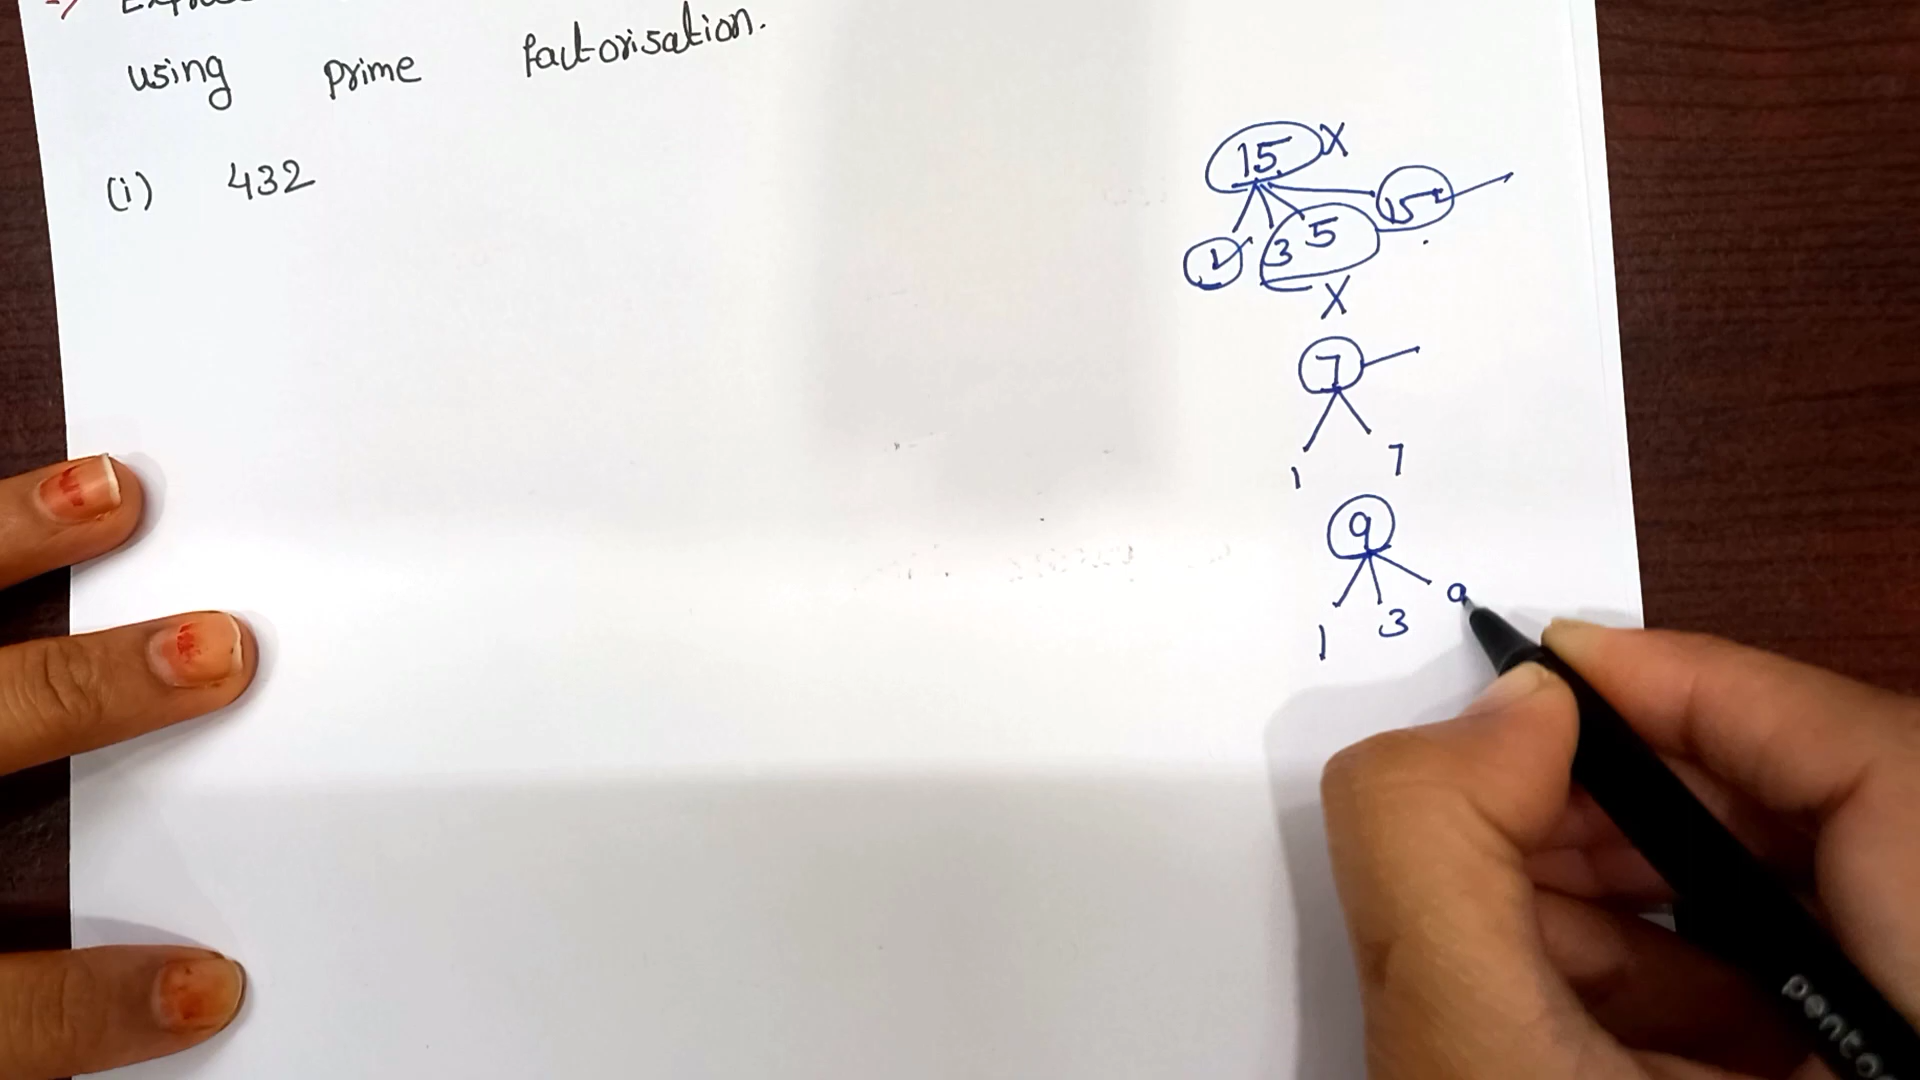 using prime factorisation.
(i) 432
15 X
1 3 5 15
X
7
1 7
9
1 3 9